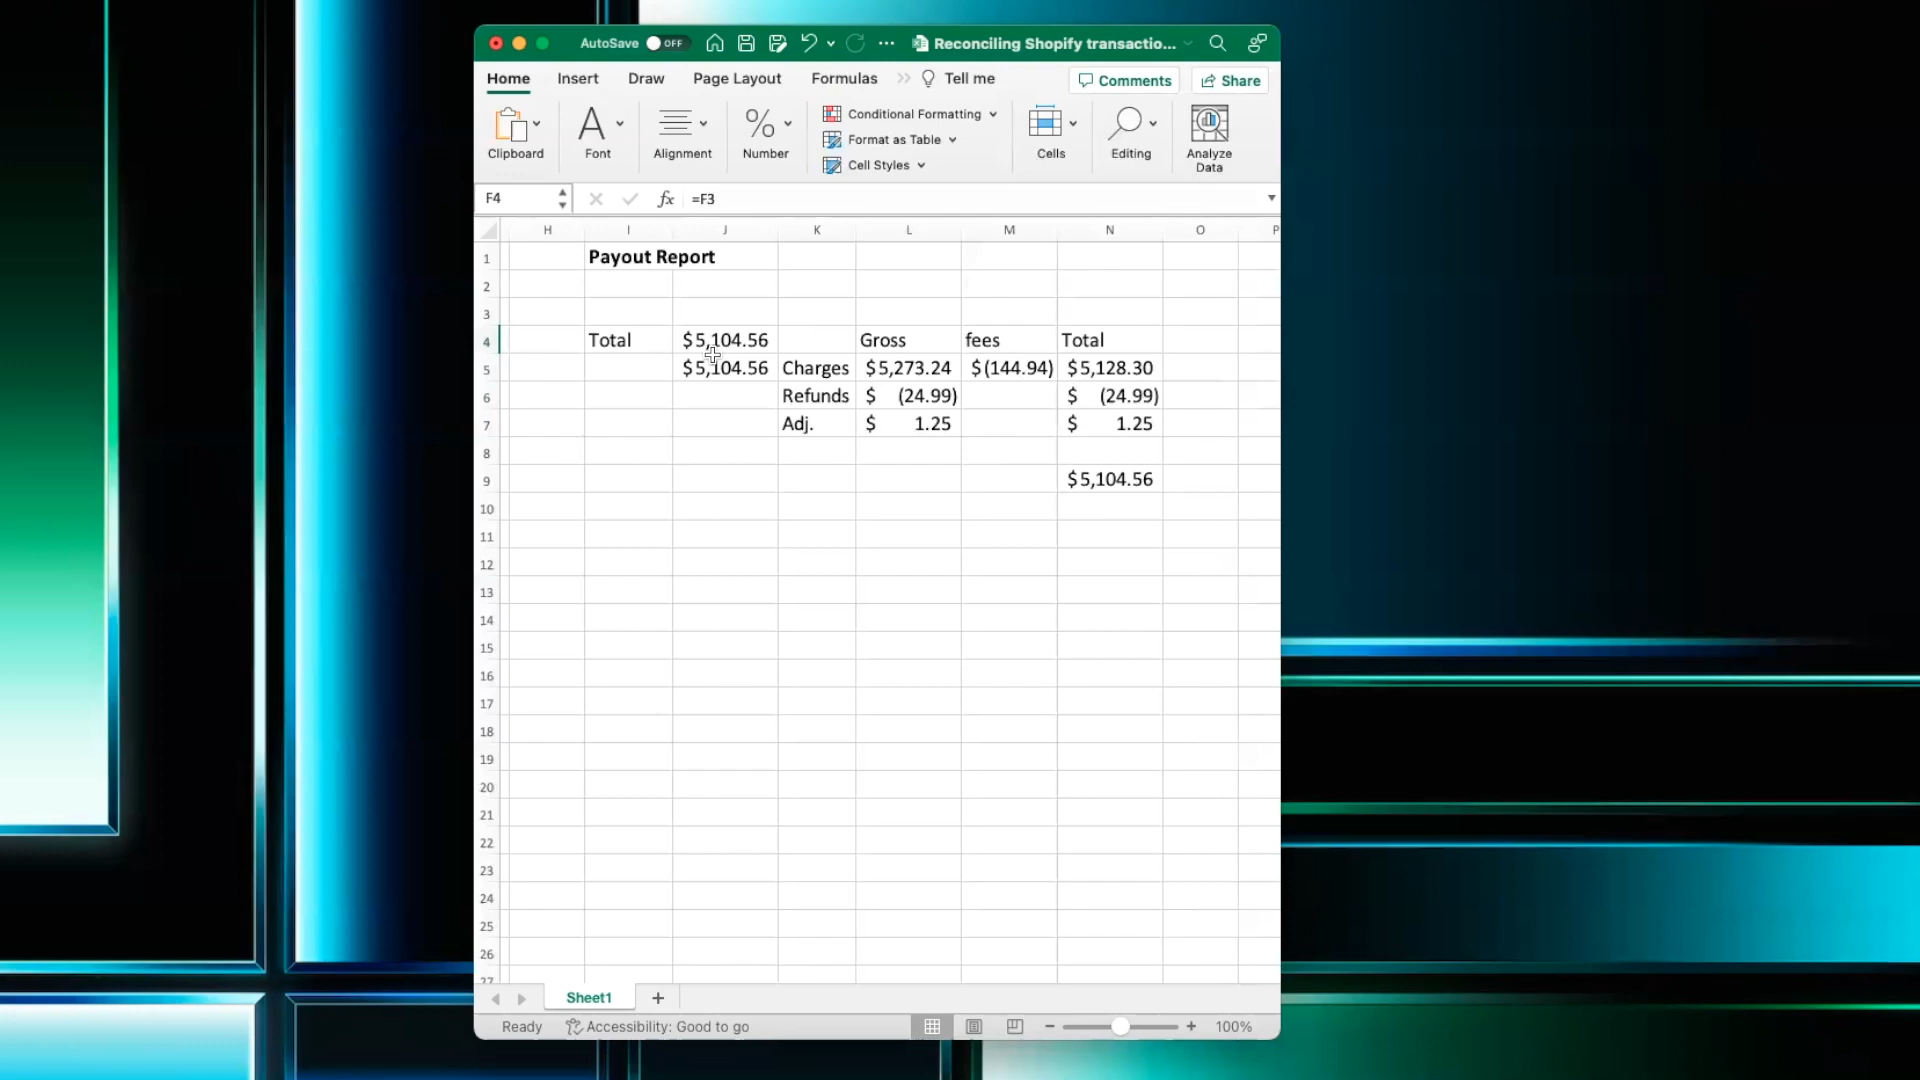 AutoSave OFF Reconciling Shopify transactio...
Home Insert Draw Page Layout Formulas Tell me Comments Share
Clipboard Font Alignment Number Conditional Formatting Format as Table Cell Styles Cells Editing Analyze Data
F4 fx =F3
H I J K L M N O P
1 Payout Report
2
3
4 Total $5,104.56 Gross fees Total
5 $5,104.56 Charges $5,273.24 $(144.94) $5,128.30
6 Refunds $ (24.99) $ (24.99)
7 Adj. $ 1.25 $ 1.25
8
9 $5,104.56
10
11
12
13
14
15
16
17
18
19
20
21
22
23
24
25
26
27
Sheet1 +
Ready Accessibility: Good to go − + 100%